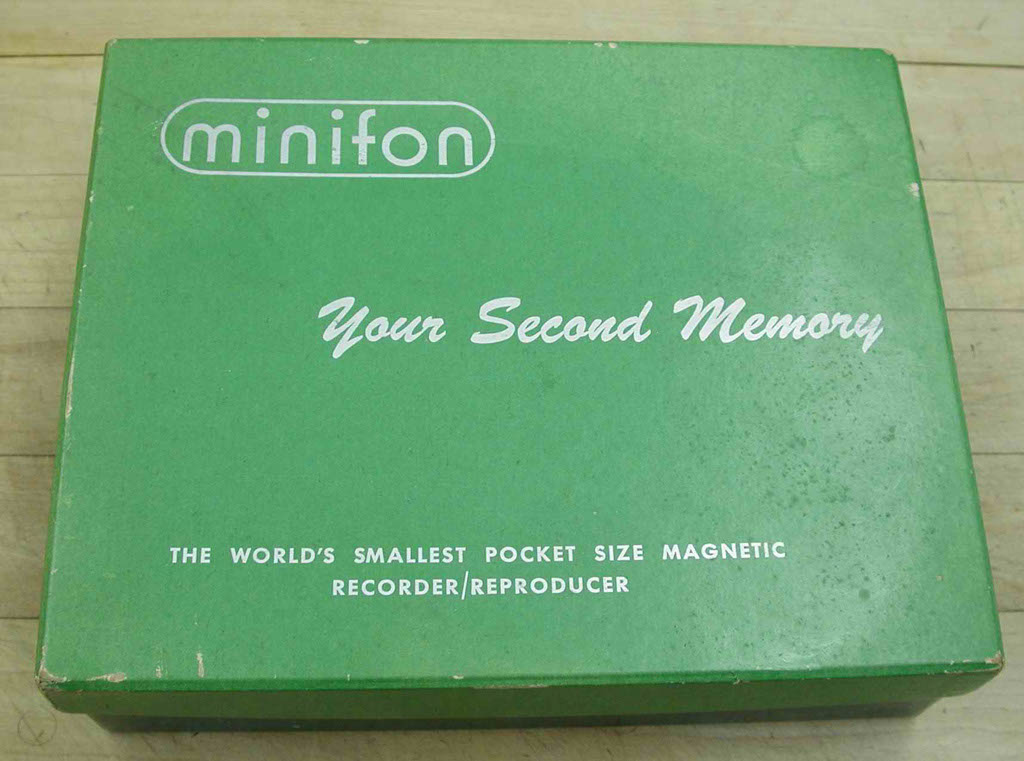 minifon
Your Second Memory
THE WORLD'S SMALLEST POCKET SIZE MAGNETIC
RECORDER/REPRODUCER